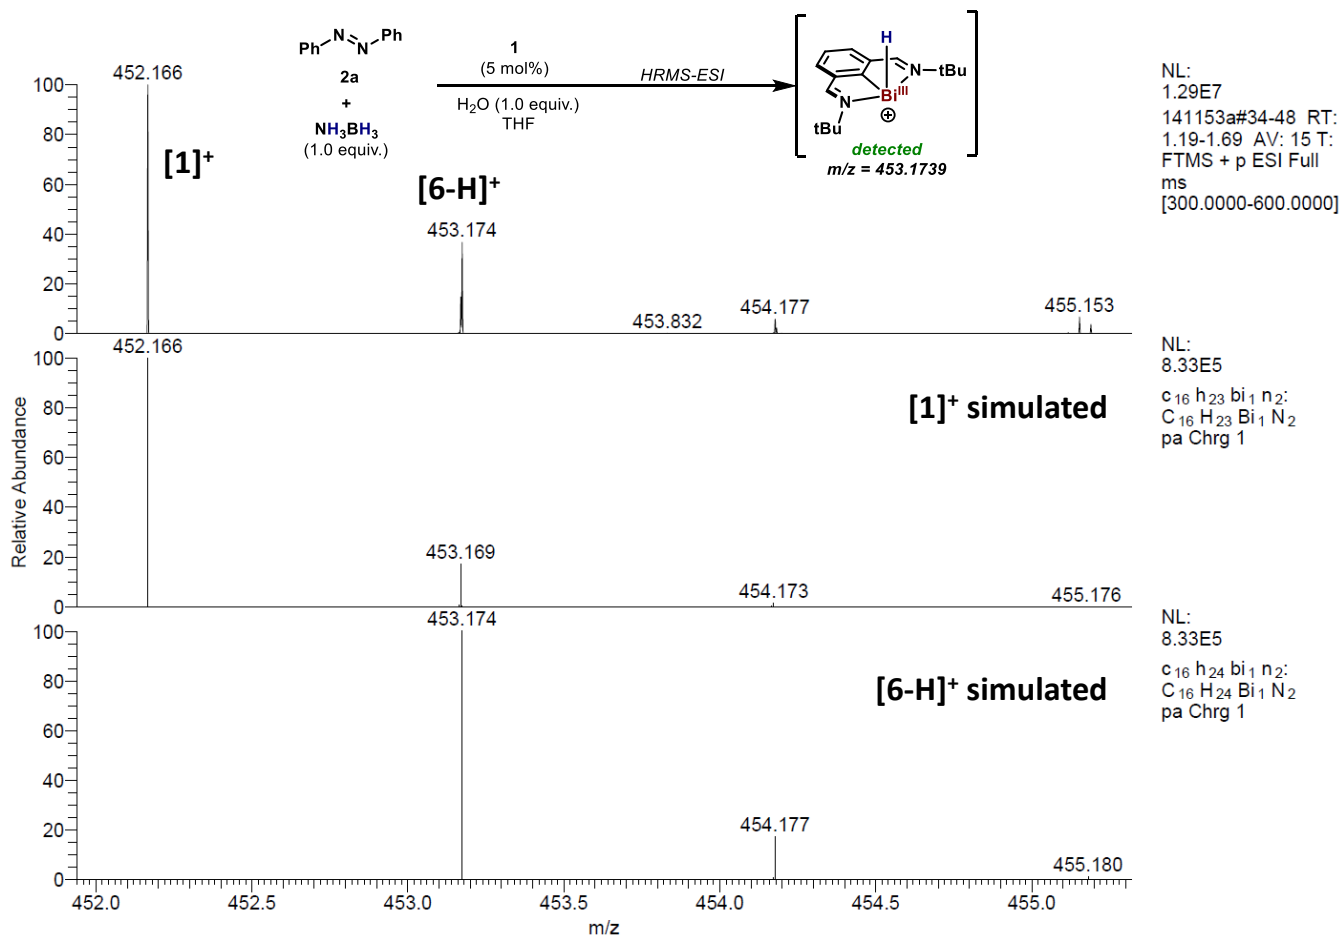 Ph
N
N
Ph
2a
+
NH3BH3
(1.0 equiv.)
1
(5 mol%)
H2O (1.0 equiv.)
THF
HRMS-ESI
H
N
tBu
BiIII
N
⊕
tBu
detected
m/z = 453.1739
NL:
1.29E7
141153a#34-48 RT:
1.19-1.69 AV: 15 T:
FTMS + p ESI Full
ms
[300.0000-600.0000]
100
80
60
40
20
0
452.166
[1]+
[6-H]+
453.174
453.832
454.177
455.153
Relative Abundance
100
80
60
40
20
0
452.166
453.169
454.173
455.176
[1]+ simulated
NL:
8.33E5
c 16 h 23 bi 1 n 2:
C 16 H 23 Bi 1 N 2
pa Chrg 1
100
80
60
40
20
0
453.174
454.177
455.180
[6-H]+ simulated
NL:
8.33E5
c 16 h 24 bi 1 n 2:
C 16 H 24 Bi 1 N 2
pa Chrg 1
452.0 452.5 453.0 453.5 454.0 454.5 455.0
m/z